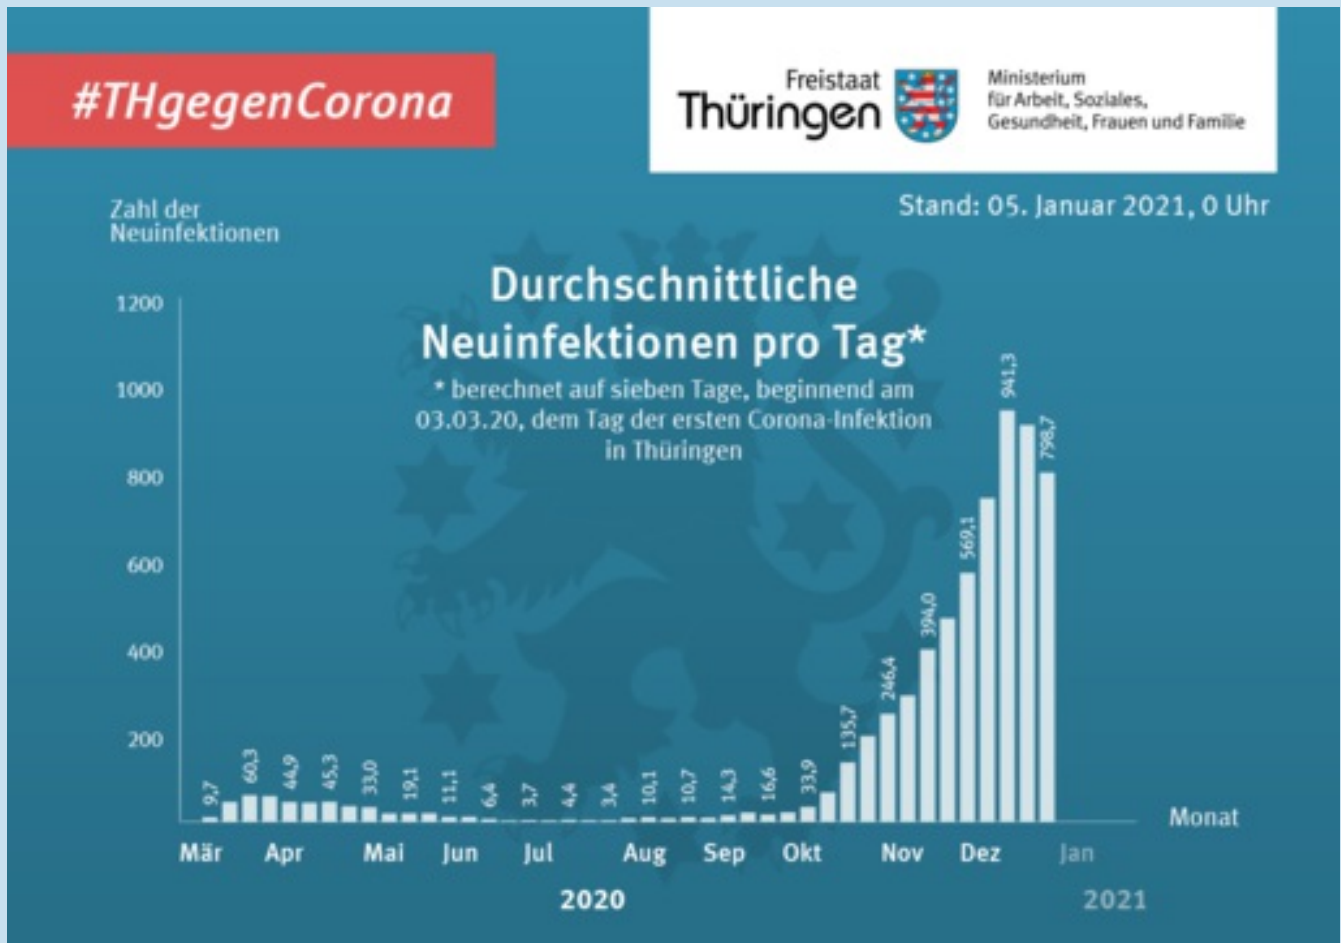 #THgegenCorona
Freistaat
Thüringen
Ministerium
für Arbeit, Soziales,
Gesundheit, Frauen und Familie
Stand: 05. Januar 2021, 0 Uhr
Zahl der
Neuinfektionen
Durchschnittliche
Neuinfektionen pro Tag*
* berechnet auf sieben Tage, beginnend am
03.03.20, dem Tag der ersten Corona-Infektion
in Thüringen
1200
1000
800
600
400
200
9,7
60,3
44,9
45,3
33,0
19,1
11,1
6,4
3,7
4,4
3,4
10,1
10,7
14,3
16,6
33,9
135,7
246,4
394,0
569,1
941,3
798,7
Monat
Mär Apr Mai Jun Jul Aug Sep Okt Nov Dez Jan
2020 2021